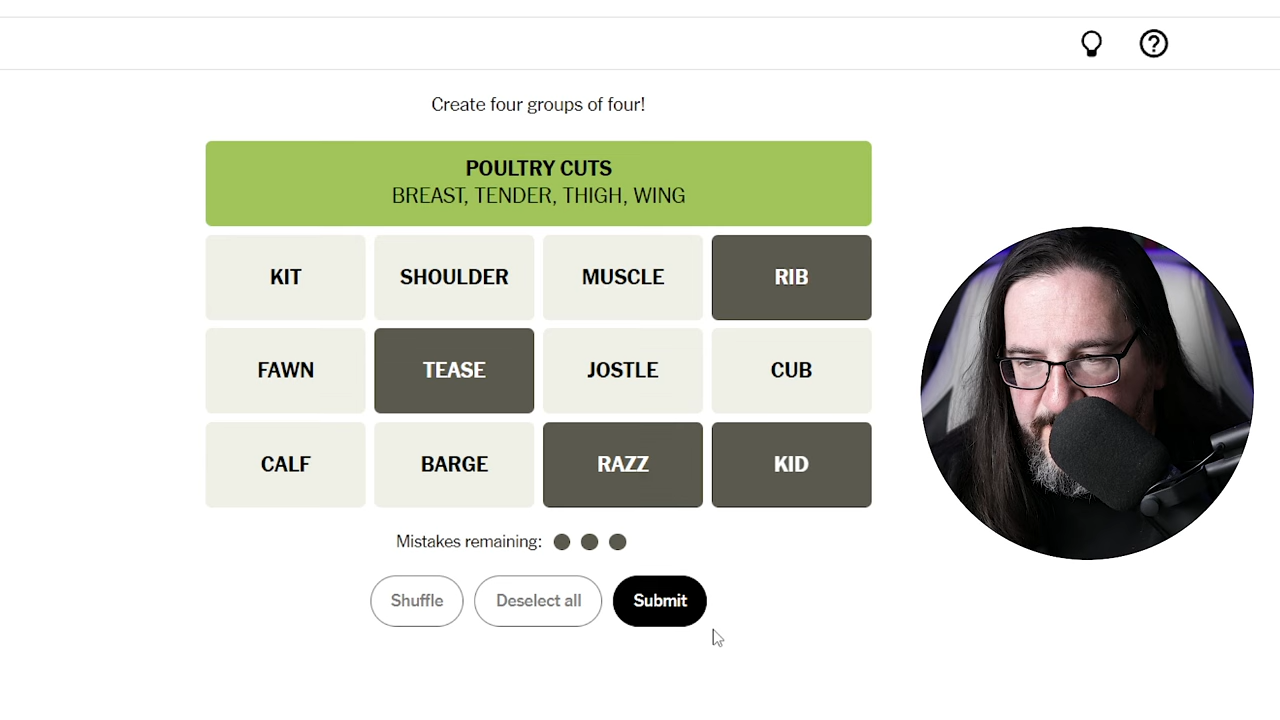 Create four groups of four!
POULTRY CUTS
BREAST, TENDER, THIGH, WING
KIT SHOULDER MUSCLE RIB
FAWN TEASE JOSTLE CUB
CALF BARGE RAZZ KID
Mistakes remaining:
Shuffle Deselect all Submit